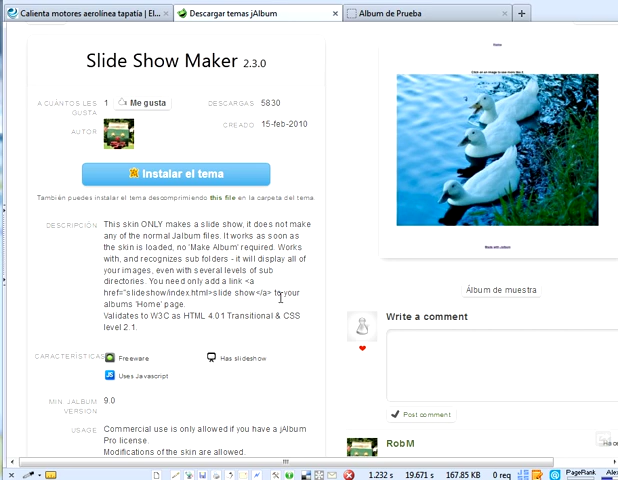 Calienta motores aerolínea tapatía | El...
Descargar temas jAlbum
Album de Prueba
Slide Show Maker 2.3.0
A CUÁNTOS LES GUSTA
1
Me gusta
DESCARGAS
5830
AUTOR
CREADO
15-feb-2010
Instalar el tema
También puedes instalar el tema descomprimiendo this file en la carpeta del tema.
DESCRIPCIÓN
This skin ONLY makes a slide show, it does not make
any of the normal Jalbum files. It works as soon as
the skin is loaded, no 'Make Album' required. Works
with, and recognizes sub folders - it will display all of
your images, even with several levels of sub
directories. You need only add a link <a
href="slideshow/index.html>slide show</a> to your
albums 'Home' page.
Validates to W3C as HTML 4.01 Transitional & CSS
level 2.1.
CARACTERÍSTICAS
Freeware
Has slideshow
JS
Uses Javascript
MIN. JALBUM
VERSION
9.0
USAGE
Commercial use is only allowed if you have a jAlbum
Pro license.
Modifications of the skin are allowed.
Álbum de muestra
Write a comment
Post comment
RobM
1.232 s
19.671 s
167.85 KB
0 req
PageRank